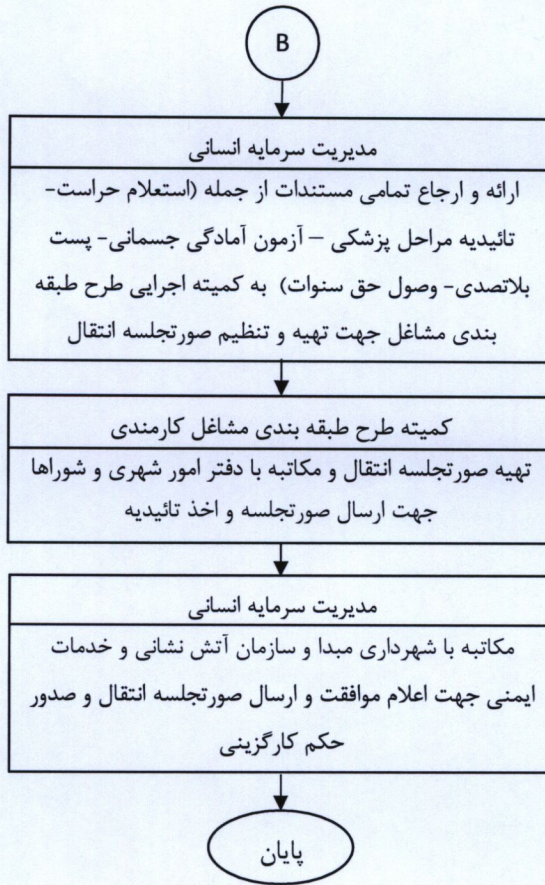 B
مدیریت سرمایه انسانی
ارائه و ارجاع تمامی مستندات از جمله (استعلام حراست-
تائیدیه مراحل پزشکی – آزمون آمادگی جسمانی- پست
بلاتصدی- وصول حق سنوات) به کمیته اجرایی طرح طبقه
بندی مشاغل جهت تهیه و تنظیم صورتجلسه انتقال
کمیته طرح طبقه بندی مشاغل کارمندی
تهیه صورتجلسه انتقال و مکاتبه با دفتر امور شهری و شوراها
جهت ارسال صورتجلسه و اخذ تائیدیه
مدیریت سرمایه انسانی
مکاتبه با شهرداری مبدا و سازمان آتش نشانی و خدمات
ایمنی جهت اعلام موافقت و ارسال صورتجلسه انتقال و صدور
حکم کارگزینی
پایان